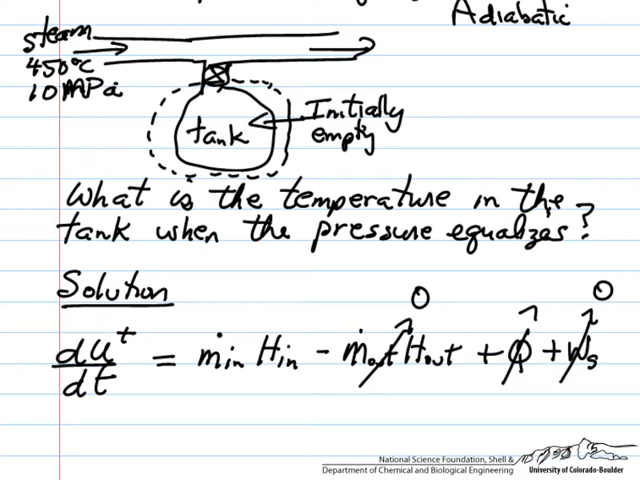 Adiabatic
steam
450°C
10 MPa
tank
Initially
empty
What is the temperature in the
tank when the pressure equalizes?
Solution
0
0
dU^t/dt = ṁin Hin - ṁout Hout + Q + Ws
National Science Foundation, Shell &
Department of Chemical and Biological Engineering
University of Colorado-Boulder